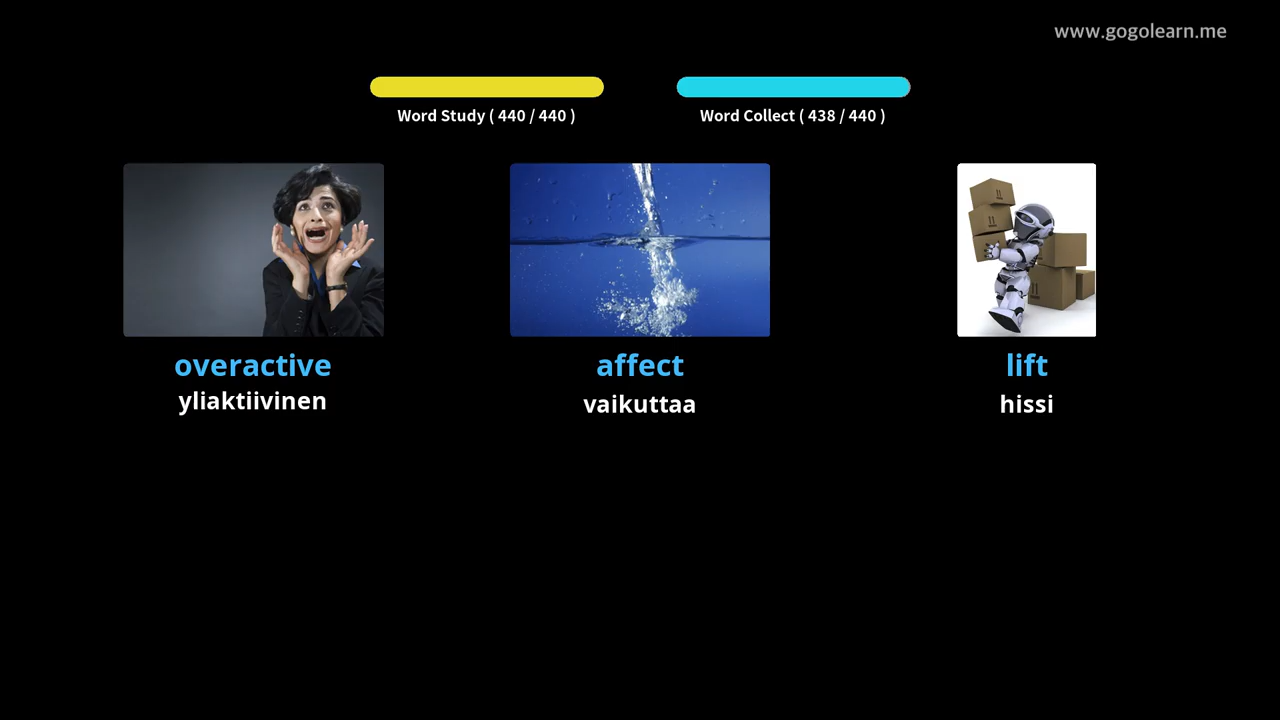 www.gogolearn.me
Word Study ( 440 / 440 )
Word Collect ( 438 / 440 )
overactive
yliaktiivinen
affect
vaikuttaa
lift
hissi